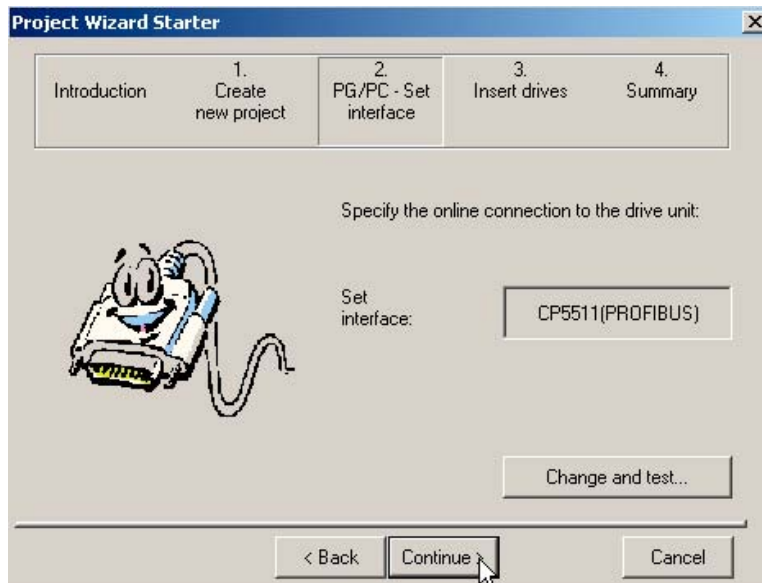 Project Wizard Starter
Introduction
1.
Create
new project
2.
PG/PC - Set
interface
3.
Insert drives
4.
Summary
Specify the online connection to the drive unit:
Set
interface:
CP5511(PROFIBUS)
Change and test...
< Back
Continue >
Cancel